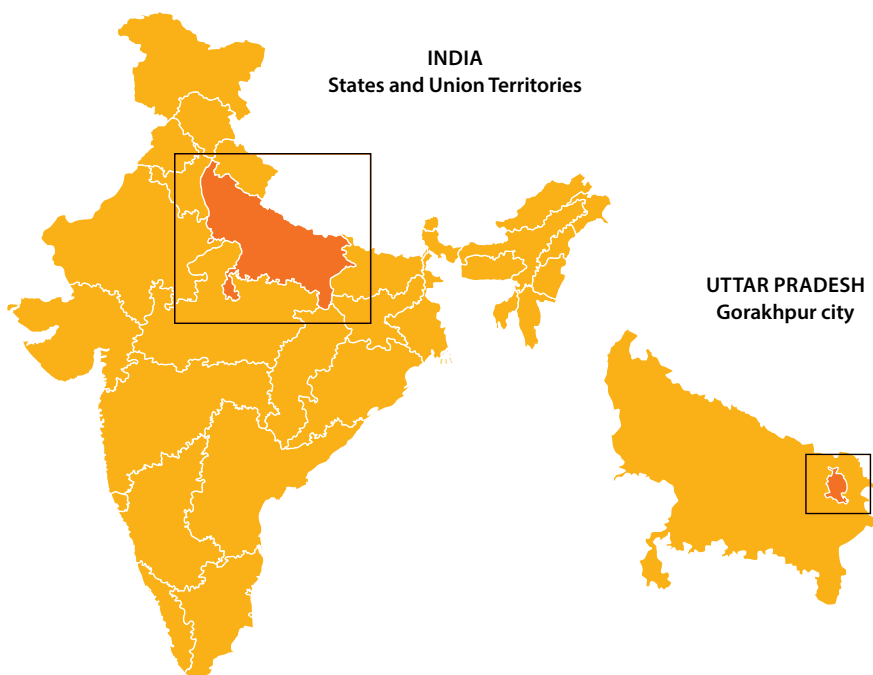 INDIA
States and Union Territories
UTTAR PRADESH
Gorakhpur city